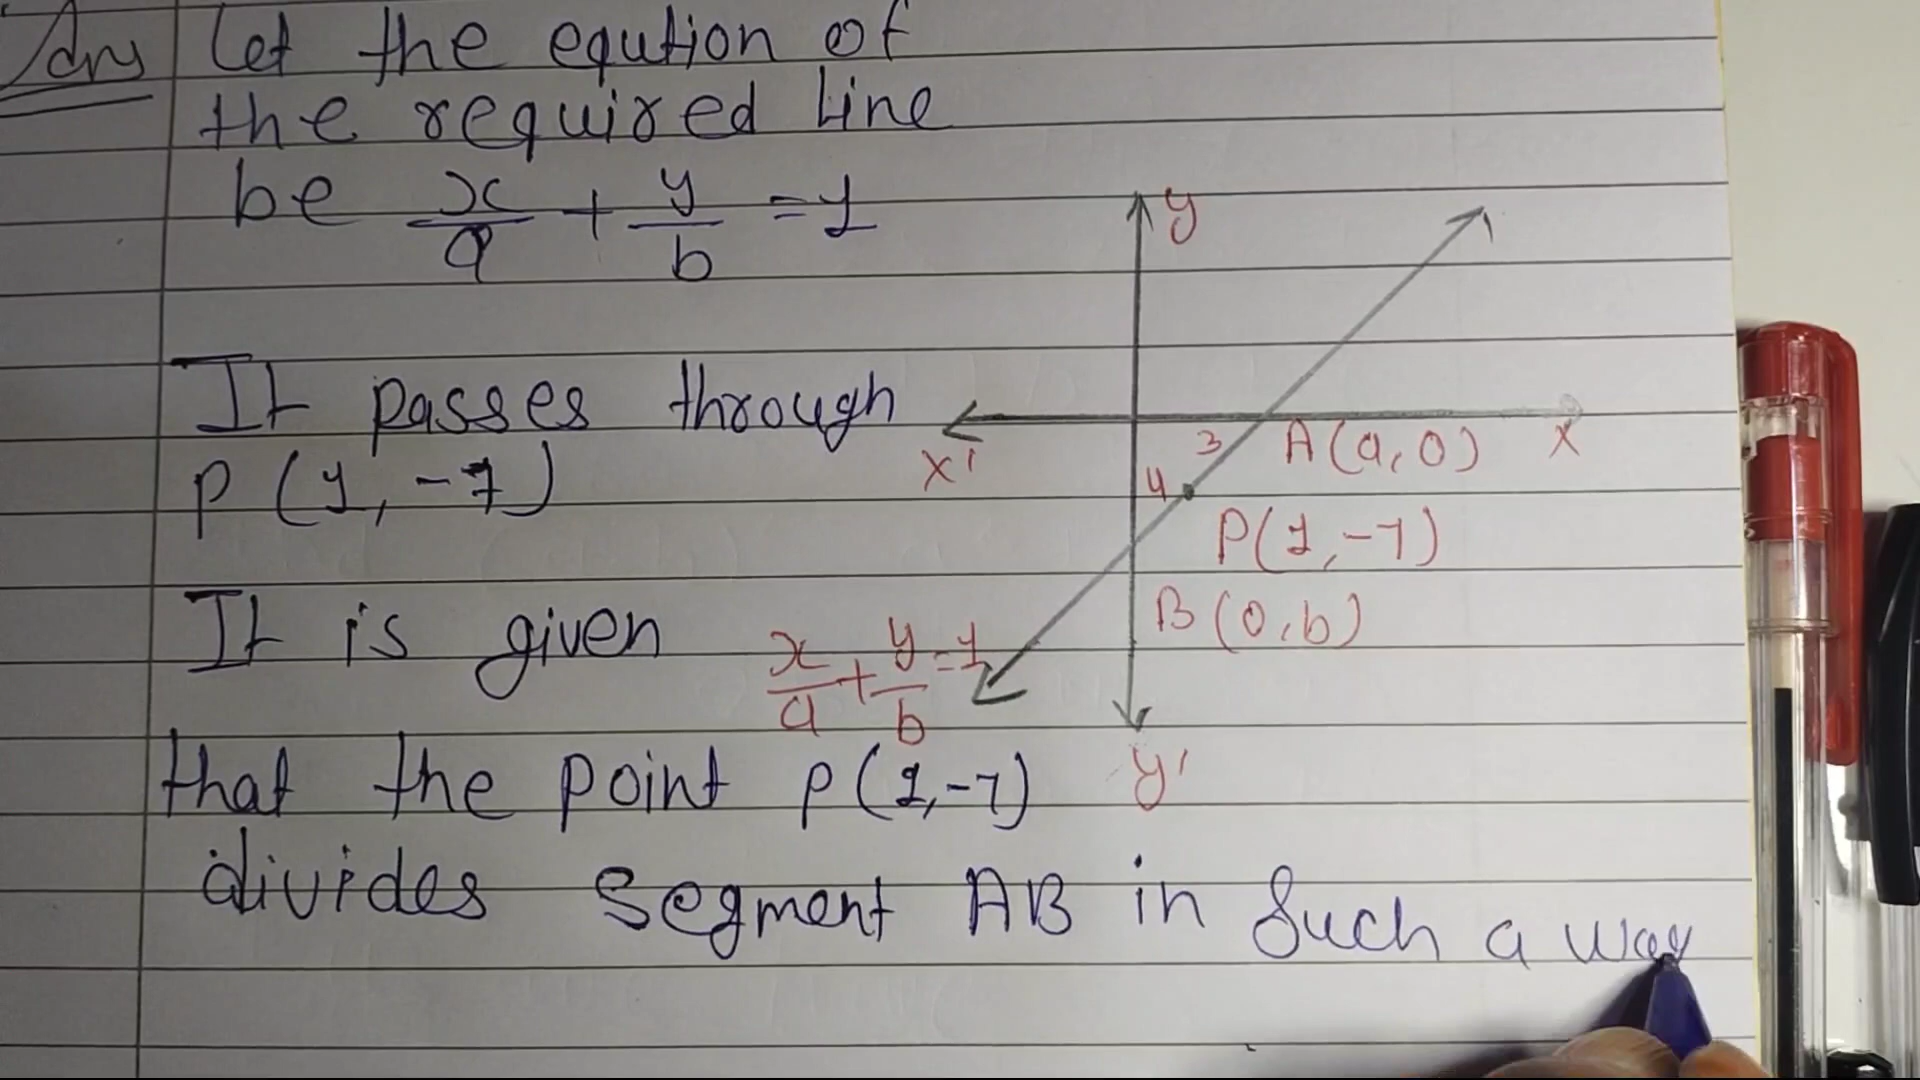 Ans Let the eqution of
the required line
be x/a + y/b = 1
It passes through
P (1, -7)
It is given
x/a + y/b = 1
that the point P(1,-7)
divides segment AB in Such a way
y
x'
3
A(a,0)
x
4
P(1,-7)
B(0,b)
y'